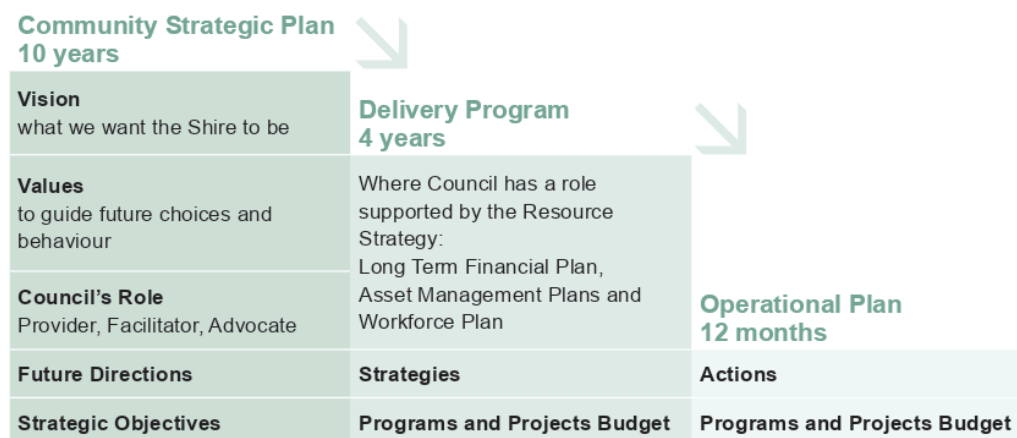 Community Strategic Plan
10 years
Vision
what we want the Shire to be
Values
to guide future choices and
behaviour
Council's Role
Provider, Facilitator, Advocate
Future Directions
Strategic Objectives
Delivery Program
4 years
Where Council has a role
supported by the Resource
Strategy:
Long Term Financial Plan,
Asset Management Plans and
Workforce Plan
Strategies
Programs and Projects Budget
Operational Plan
12 months
Actions
Programs and Projects Budget